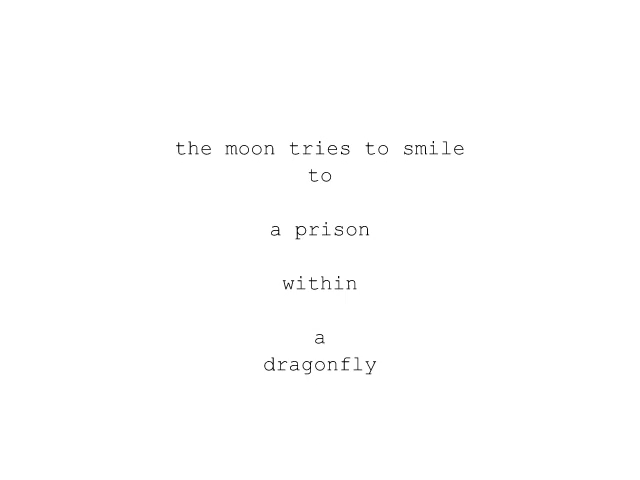 the moon tries to smile
to
a prison
within
a
dragonfly